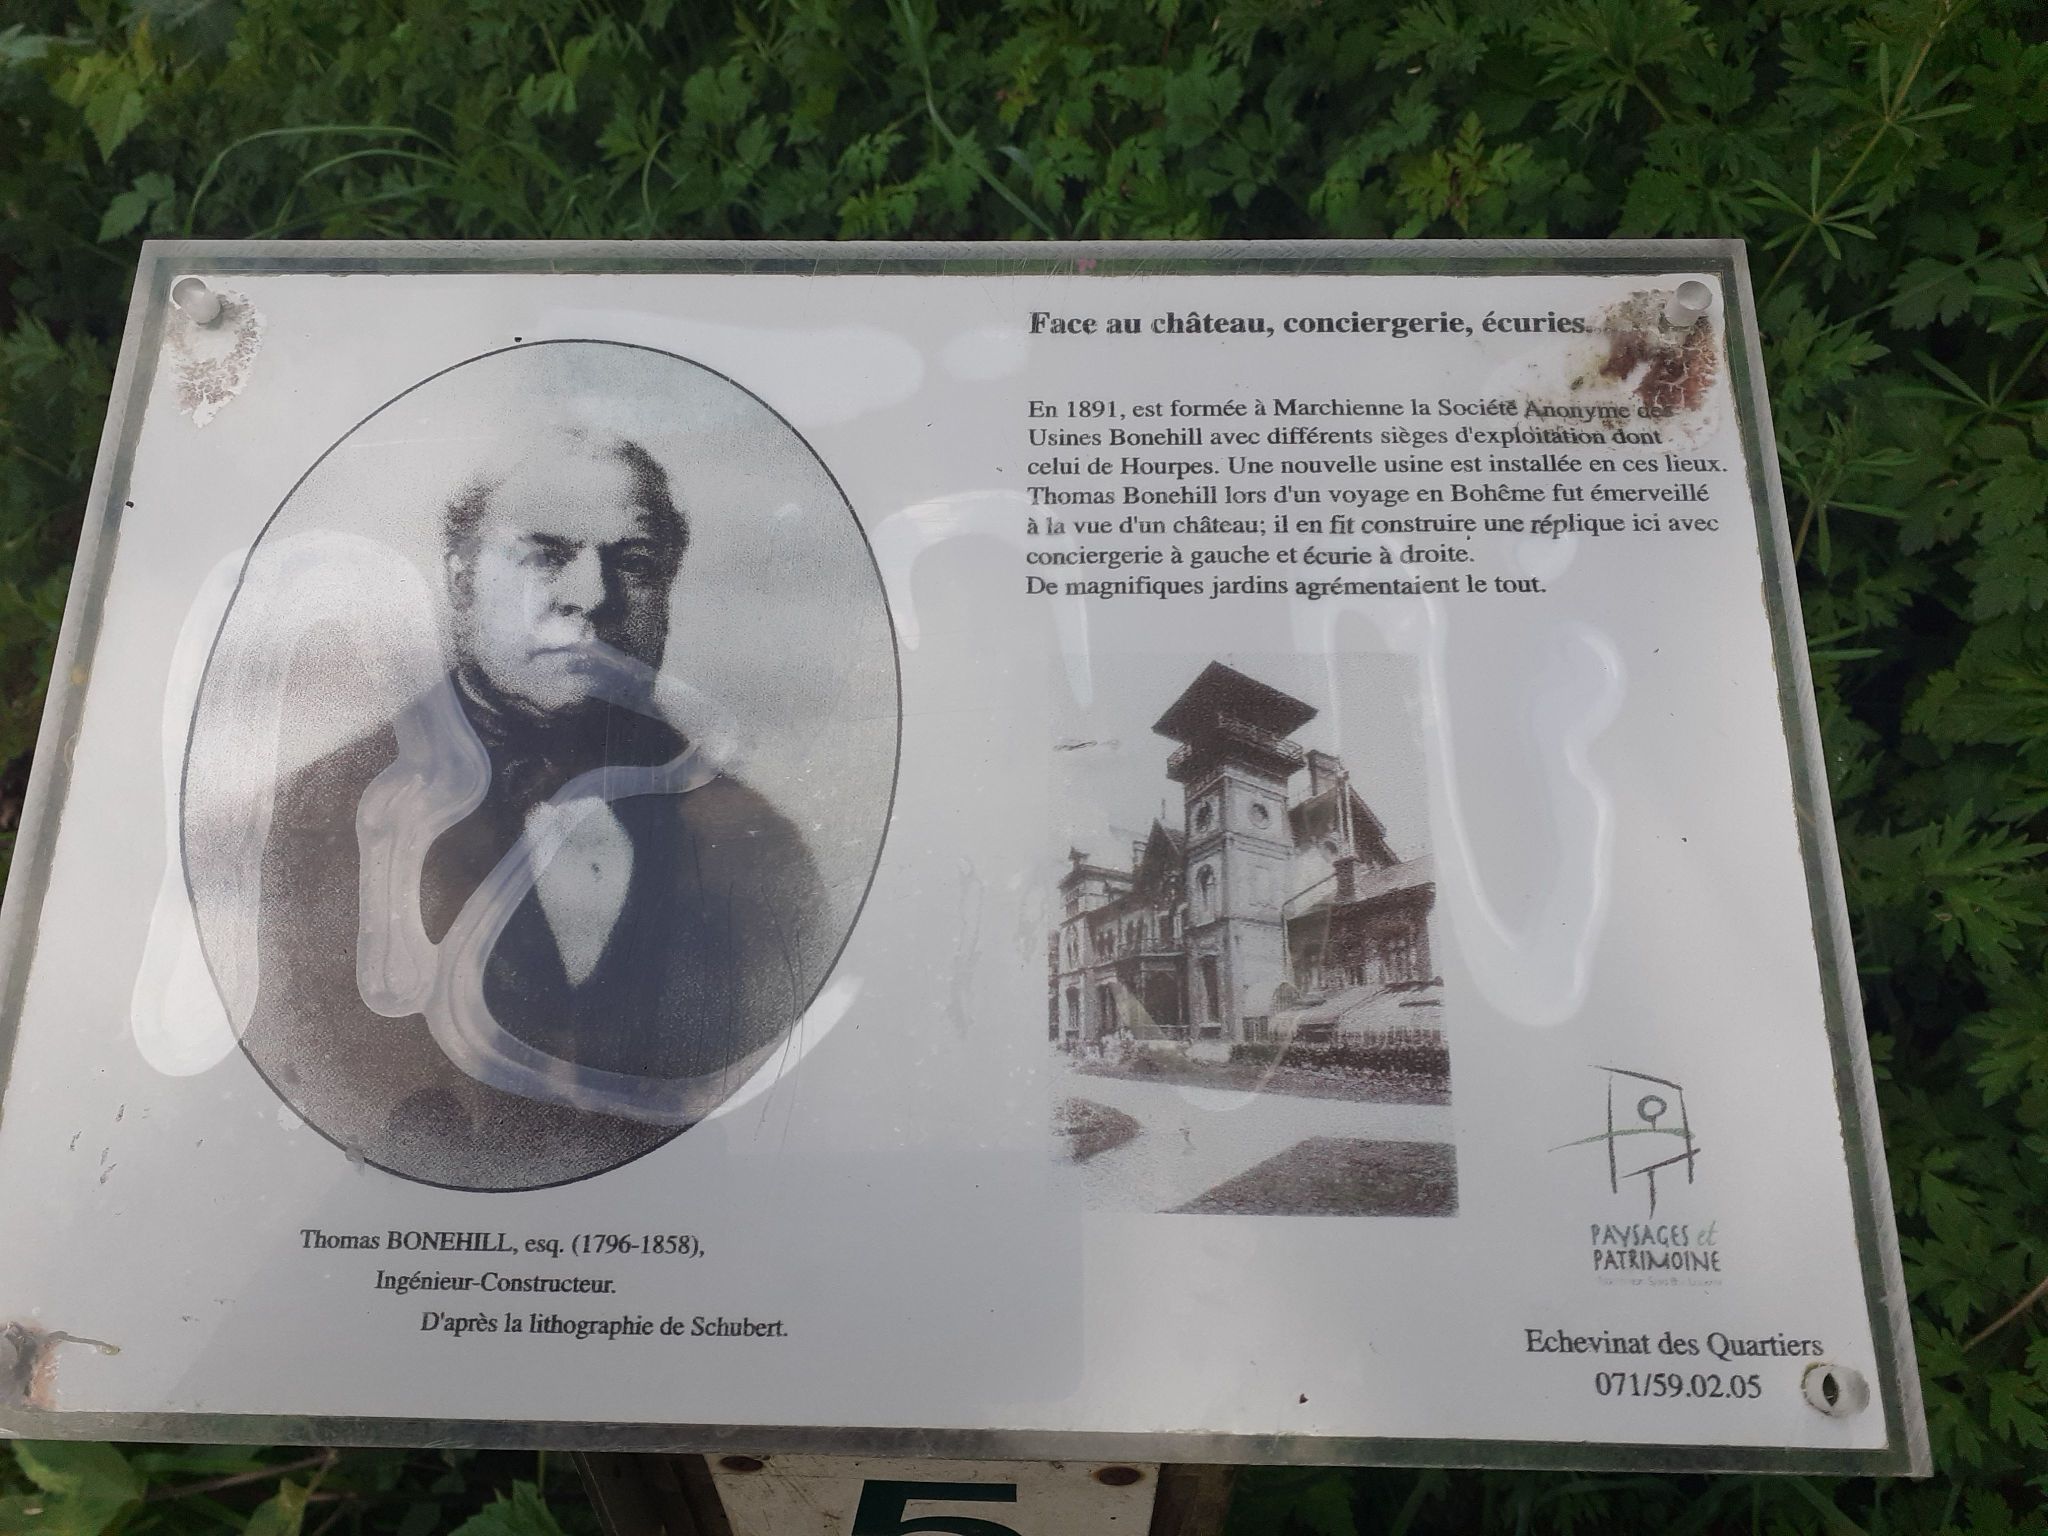 Face au château, conciergerie, écuries...
En 1891, est formée à Marchienne la Société Anonyme des
Usines Bonehill avec différents sièges d'exploitation dont
celui de Hourpes. Une nouvelle usine est installée en ces lieux.
Thomas Bonehill lors d'un voyage en Bohême fut émerveillé
à la vue d'un château; il en fit construire une réplique ici avec
conciergerie à gauche et écurie à droite.
De magnifiques jardins agrémentaient le tout.
Thomas BONEHILL, esq. (1796-1858),
Ingénieur-Constructeur.
D'après la lithographie de Schubert.
PAYSAGES et
PATRIMOINE
Echevinat des Quartiers
071/59.02.05
5